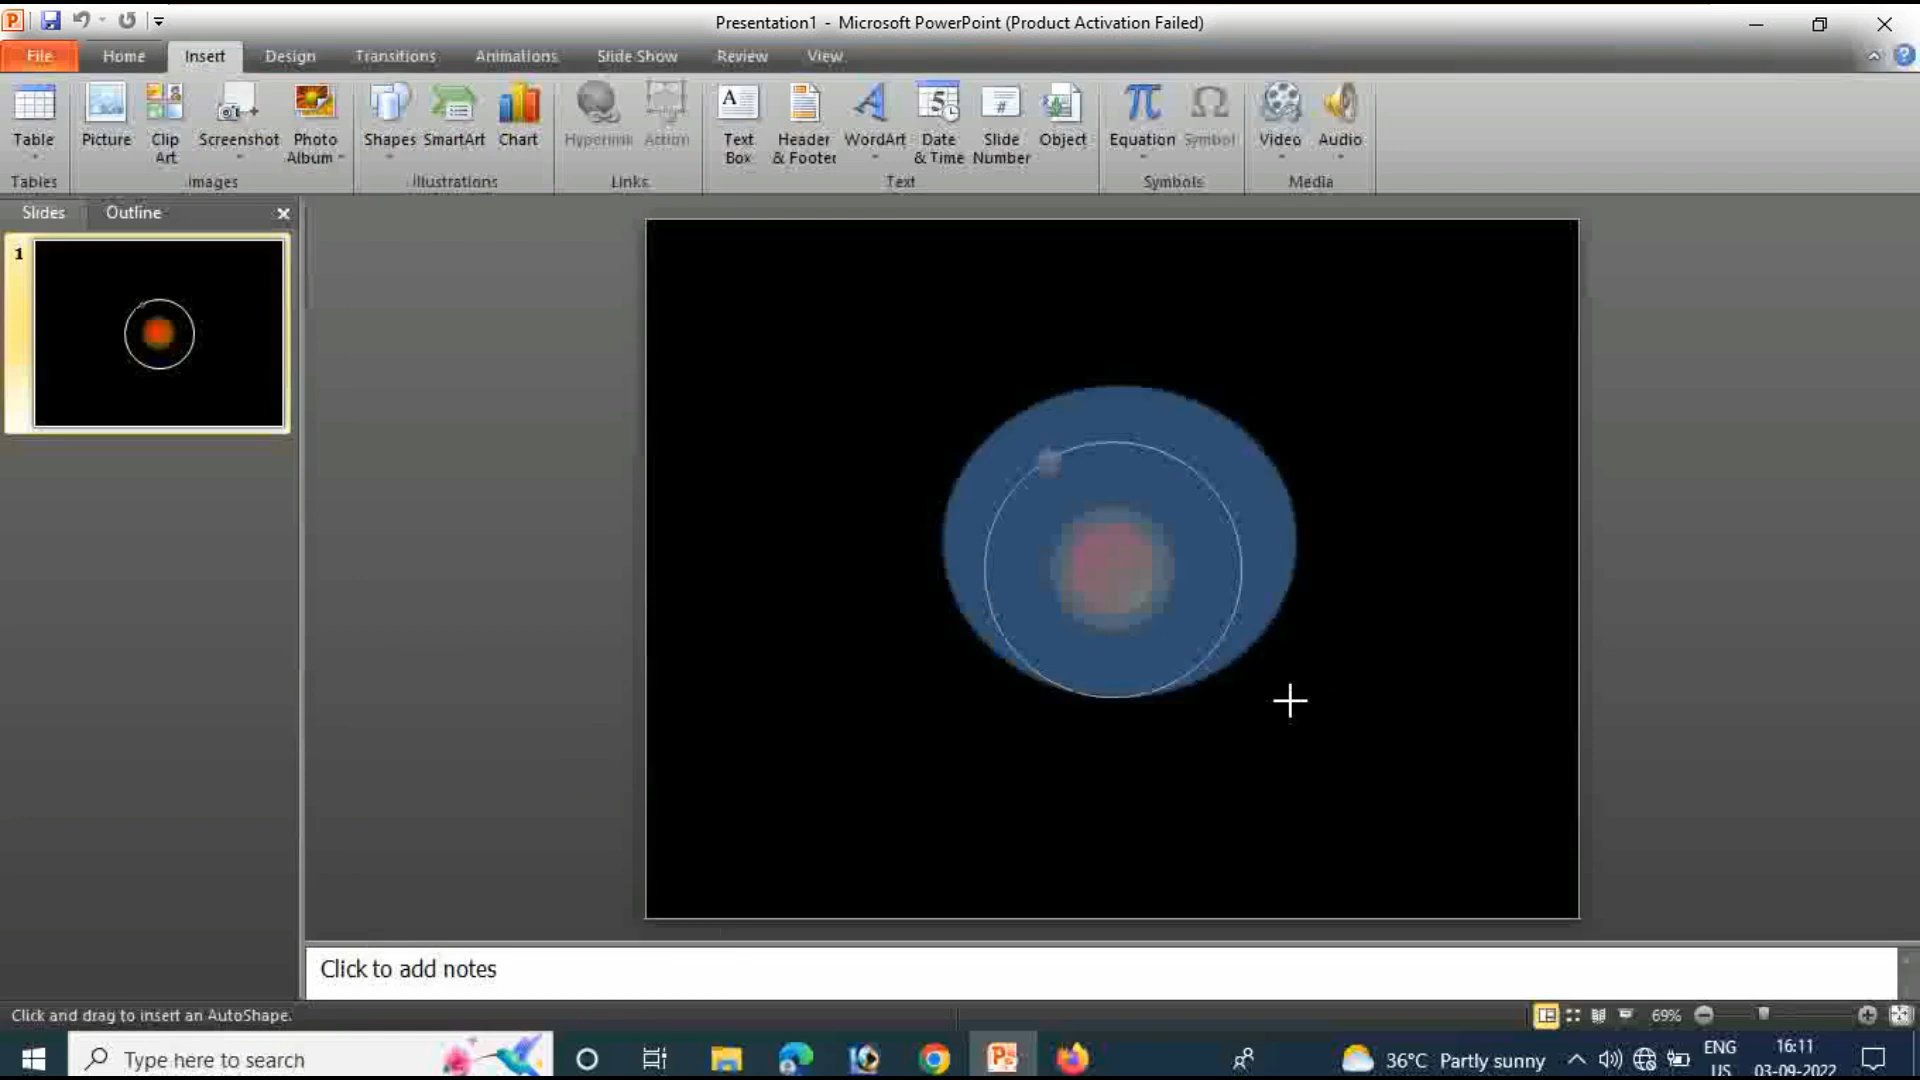 Presentation1 - Microsoft PowerPoint (Product Activation Failed)
File Home Insert Design Transitions Animations Slide Show Review View
Table
Picture
Clip
Art
Screenshot
Photo
Album
Shapes
SmartArt
Chart
Hyperlink
Action
Text
Box
Header
& Footer
WordArt
Date
& Time
Slide
Number
Object
Equation
Symbol
Video
Audio
Tables
Images
Illustrations
Links
Text
Symbols
Media
Slides Outline
1
Click to add notes
Click and drag to insert an AutoShape.
69%
Type here to search
36°C Partly sunny
ENG
US
16:11
03-09-2022